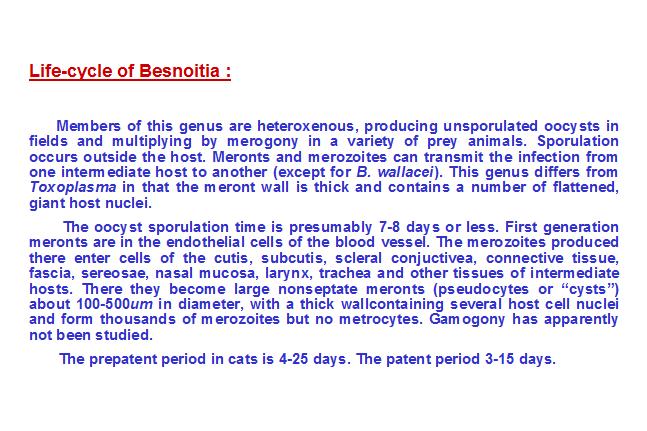 Life-cycle of Besnoitia :
Members of this genus are heteroxenous, producing unsporulated oocysts in
fields and multiplying by merogony in a variety of prey animals. Sporulation
occurs outside the host. Meronts and merozoites can transmit the infection from
one intermediate host to another (except for B. wallacei). This genus differs from
Toxoplasma in that the meront wall is thick and contains a number of flattened,
giant host nuclei.
The oocyst sporulation time is presumably 7-8 days or less. First generation
meronts are in the endothelial cells of the blood vessel. The merozoites produced
there enter cells of the cutis, subcutis, scleral conjuctivea, connective tissue,
fascia, sereosae, nasal mucosa, larynx, trachea and other tissues of intermediate
hosts. There they become large nonseptate meronts (pseudocytes or “cysts”)
about 100-500um in diameter, with a thick wallcontaining several host cell nuclei
and form thousands of merozoites but no metrocytes. Gamogony has apparently
not been studied.
The prepatent period in cats is 4-25 days. The patent period 3-15 days.